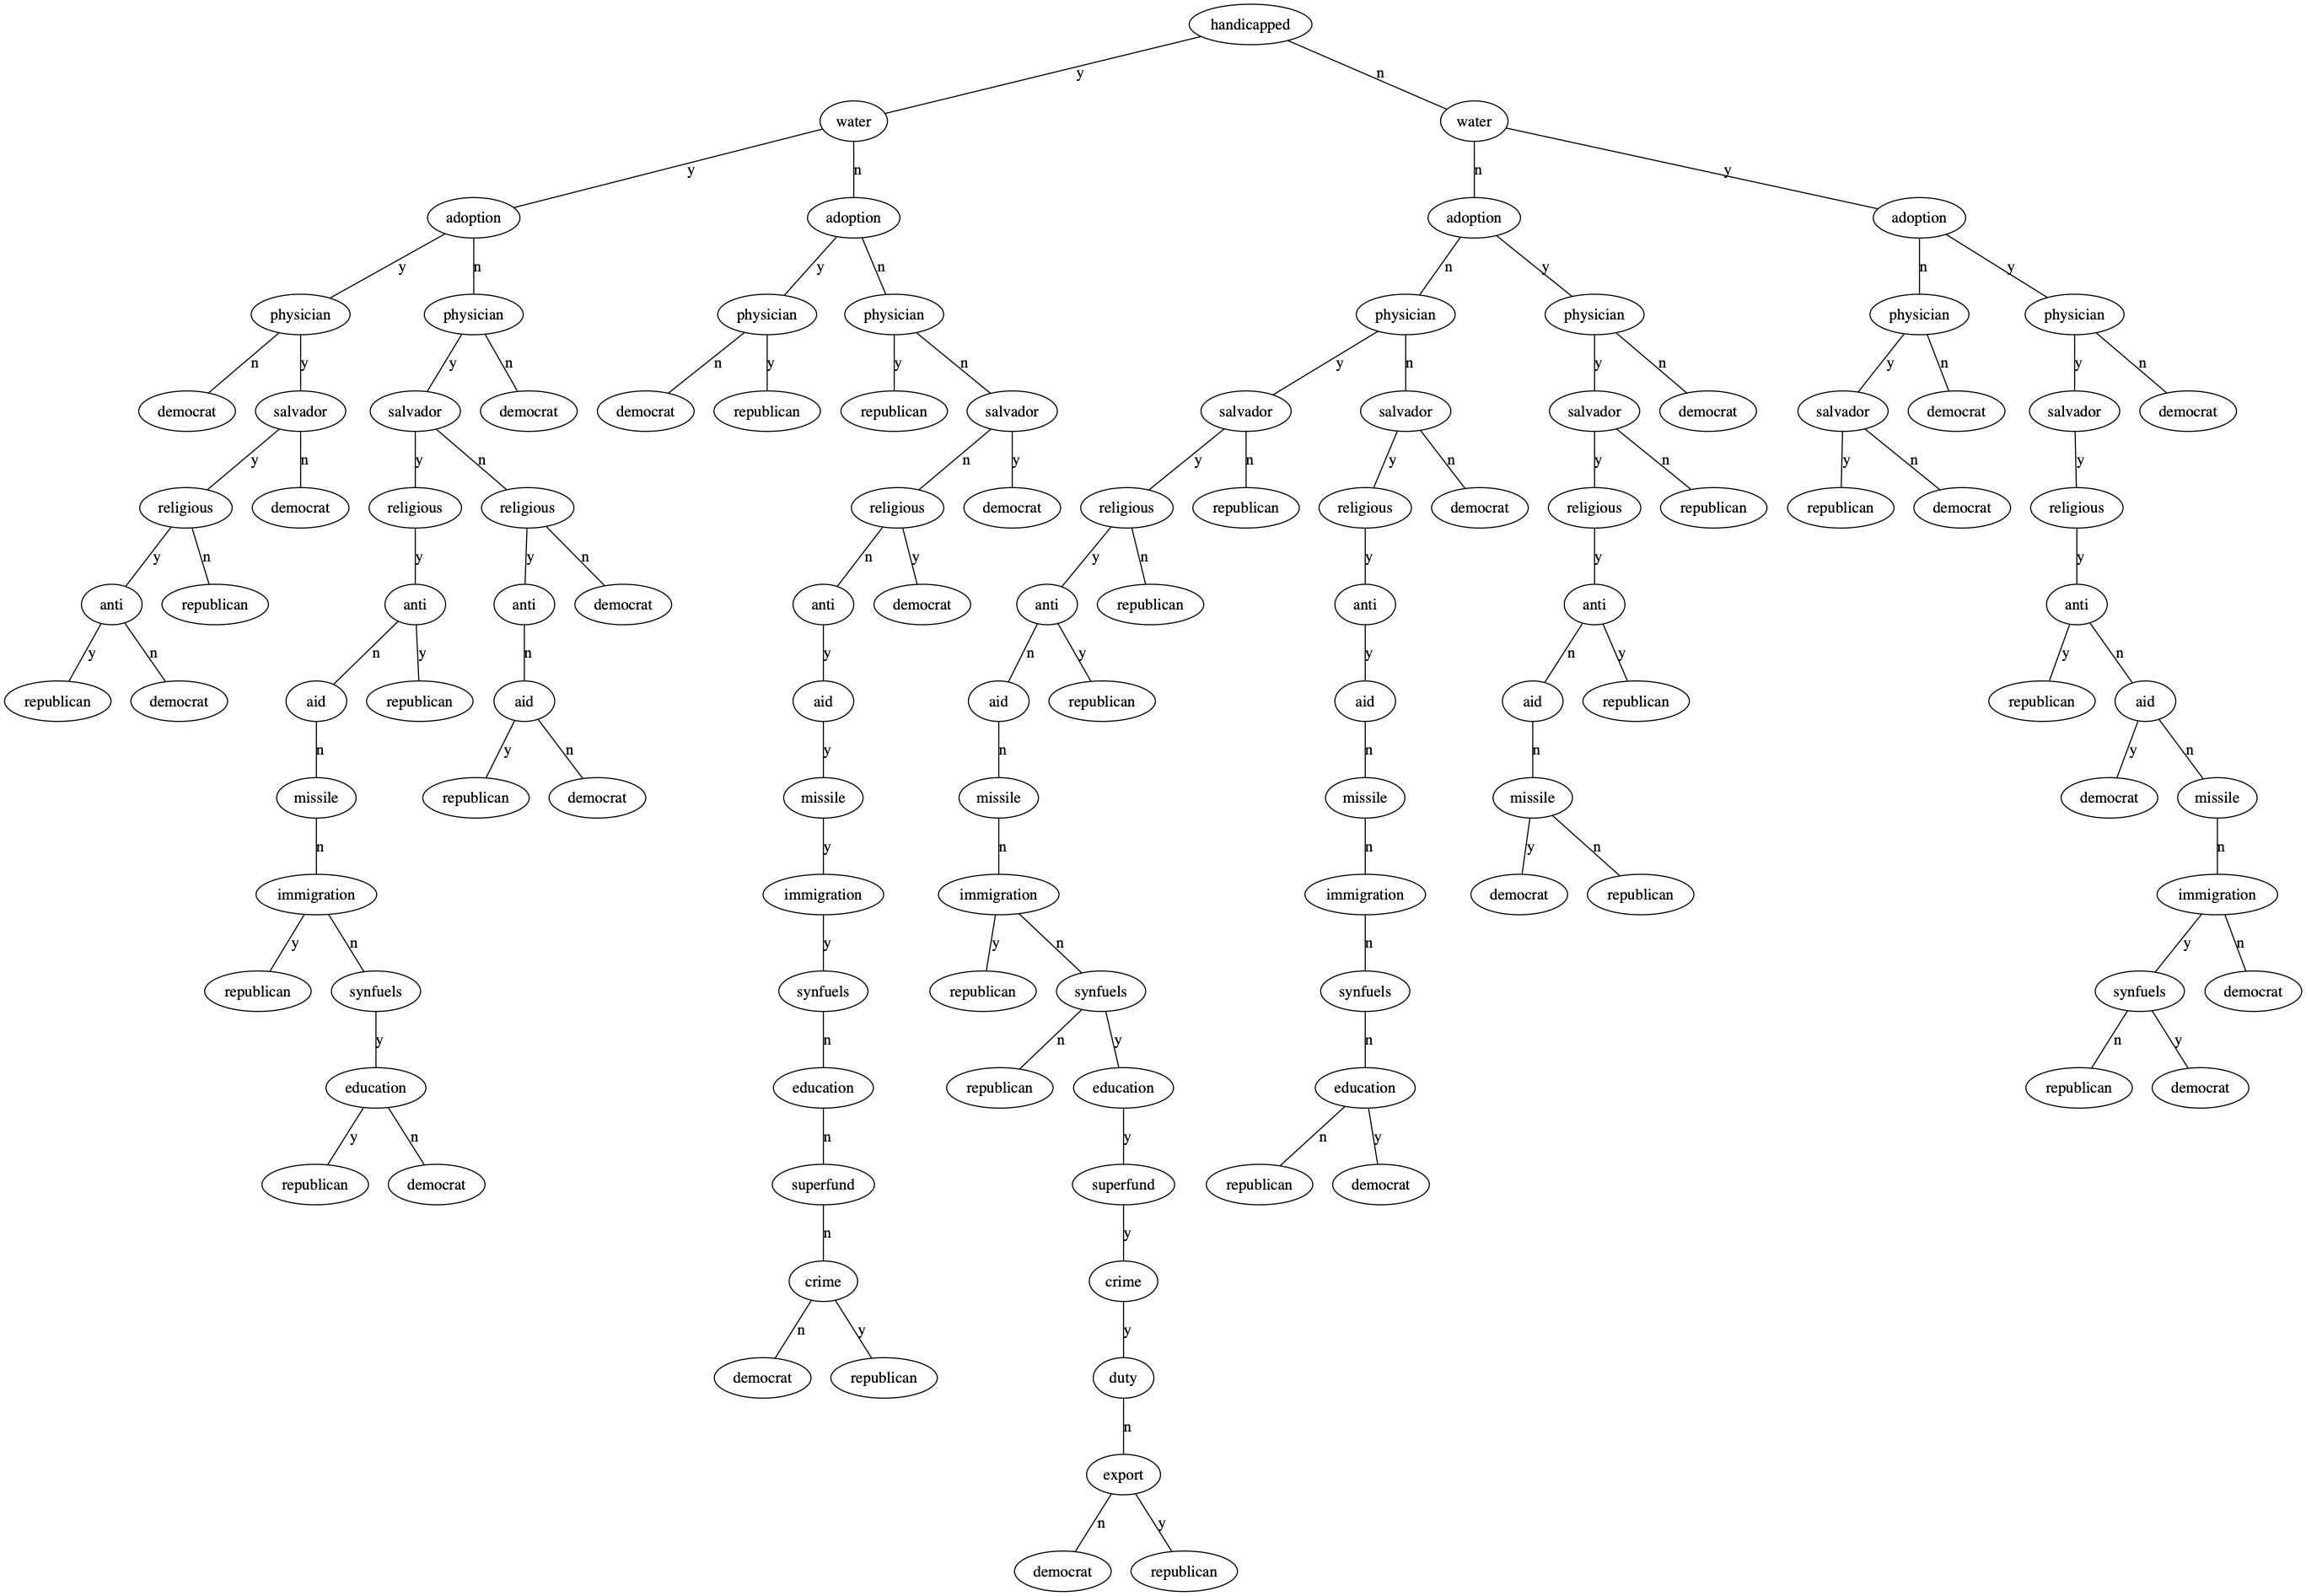 handicapped
y n
water water
y n n y
adoption adoption adoption adoption
y n y n n y n y
physician physician physician physician physician physician physician physician
n y y n n y y n y n y n y n y n
democrat salvador salvador democrat democrat republican republican salvador salvador salvador salvador democrat salvador democrat salvador democrat
y n y n n y y n y n y n y n y
religious democrat religious religious religious democrat religious republican religious democrat religious republican republican democrat religious
y n y y n n y y n y y y
anti republican anti anti democrat anti democrat anti republican anti anti anti
y n n y n y n y y n y y n
republican democrat aid republican aid aid aid republican aid aid republican republican aid
n y n y n n n y n
missile republican democrat missile missile missile missile democrat missile
n y n n y n n
immigration immigration immigration immigration democrat republican immigration
y n y y n n y n
republican synfuels synfuels republican synfuels synfuels synfuels democrat
y n n y n n y
education education republican education education republican democrat
y n n y n y
republican democrat superfund superfund republican democrat
n y
crime crime
n y y
democrat republican duty
n
export
n y
democrat republican